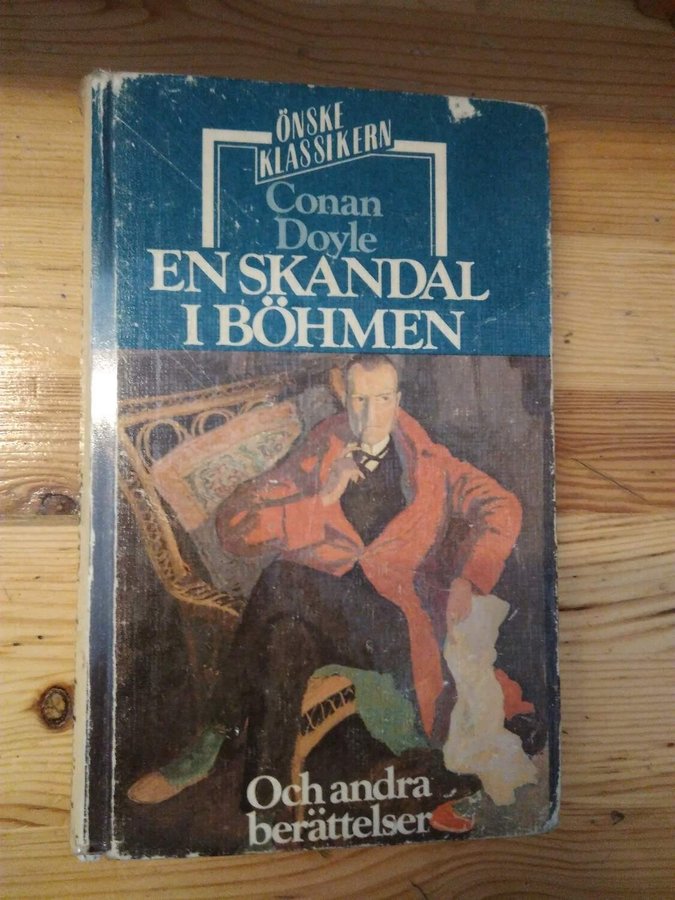 ÖNSKE
KLASSIKERN
Conan
Doyle
EN SKANDAL
I BÖHMEN
Och andra
berättelser